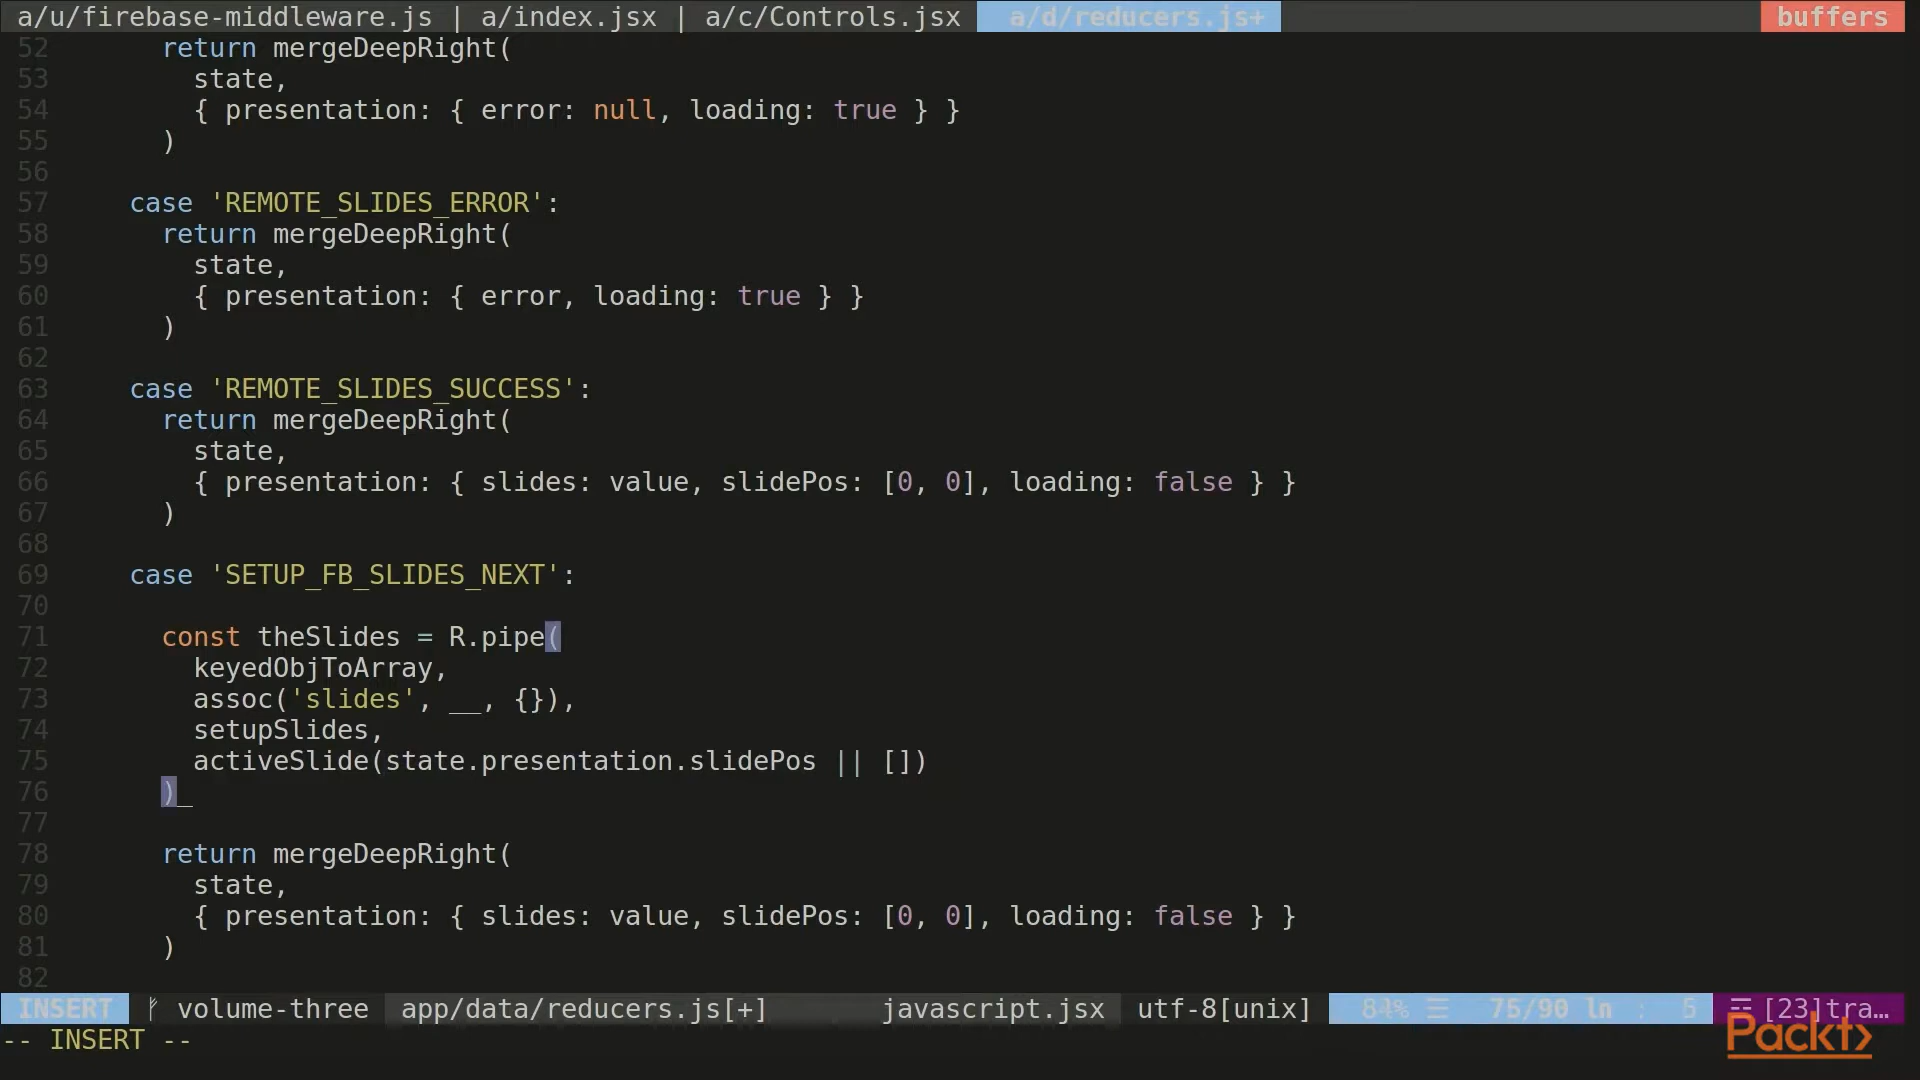 a/u/firebase-middleware.js | a/index.jsx | a/c/Controls.jsx a/d/reducers.js+ buffers
52 return mergeDeepRight(
53 state,
54 { presentation: { error: null, loading: true } }
55 )
56
57 case 'REMOTE_SLIDES_ERROR':
58 return mergeDeepRight(
59 state,
60 { presentation: { error, loading: true } }
61 )
62
63 case 'REMOTE_SLIDES_SUCCESS':
64 return mergeDeepRight(
65 state,
66 { presentation: { slides: value, slidePos: [0, 0], loading: false } }
67 )
68
69 case 'SETUP_FB_SLIDES_NEXT':
70
71 const theSlides = R.pipe(
72 keyedObjToArray,
73 assoc('slides', __, {}),
74 setupSlides,
75 activeSlide(state.presentation.slidePos || [])
76 )_
77
78 return mergeDeepRight(
79 state,
80 { presentation: { slides: value, slidePos: [0, 0], loading: false } }
81 )
82
INSERT volume-three app/data/reducers.js[+] javascript.jsx utf-8[unix] 84% ☰ 75/90 ln : 5 [23]tra…
-- INSERT --
Packt>